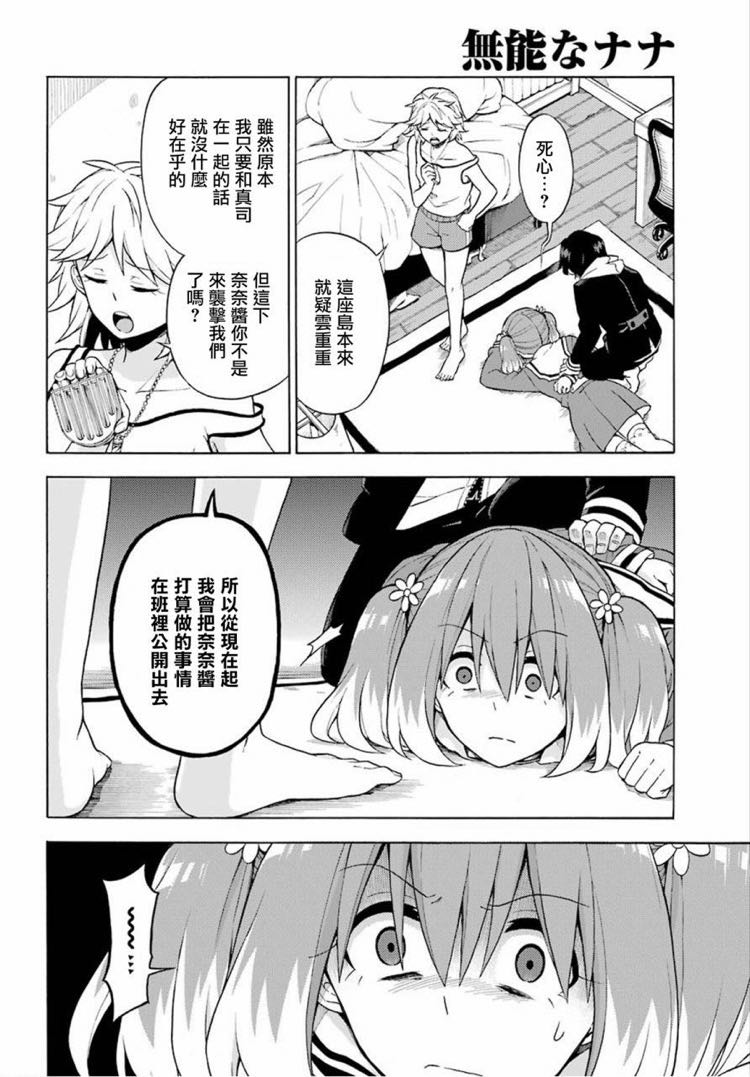 無能なナナ
死心…？
這座島本來
就疑雲重重
雖然原本
我只要和真司
在一起的話
就沒什麼
好在乎的
但這下
奈奈醬你不是
來襲擊我們
了嗎？
所以從現在起
我會把奈奈醬
打算做的事情
在班裡公開出去